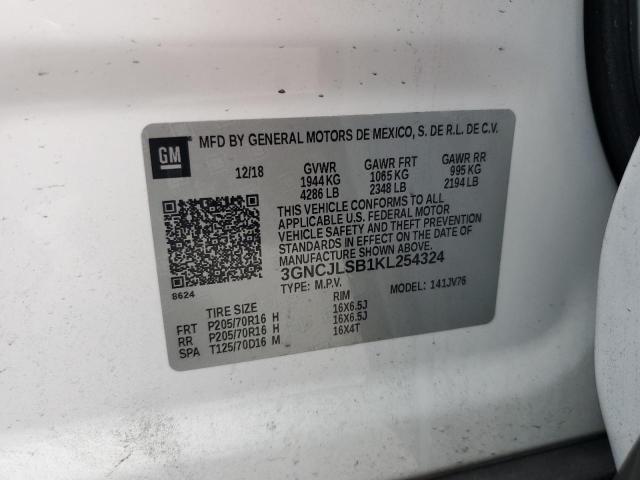 GM
MFD BY GENERAL MOTORS DE MEXICO, S. DE R.L. DE C.V.
12/18 GVWR GAWR FRT GAWR RR
1944 KG 1065 KG 995 KG
4286 LB 2348 LB 2194 LB
THIS VEHICLE CONFORMS TO ALL
APPLICABLE U.S. FEDERAL MOTOR
VEHICLE SAFETY AND THEFT PREVENTION
STANDARDS IN EFFECT ON THE DATE OF
MANUFACTURE SHOWN ABOVE.
3GNCJLSB1KL254324
8624 TYPE: M.P.V. MODEL: 141JV76
TIRE SIZE RIM
FRT P205/70R16 H 16X6.5J
RR P205/70R16 H 16X6.5J
SPA T125/70D16 M 16X4T